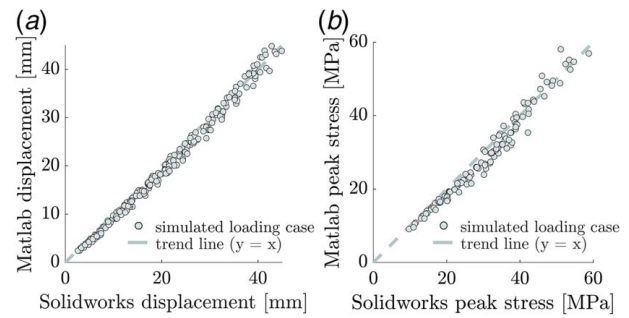 (a)
Matlab displacement [mm]
40
30
20
10
0
0
20
40
simulated loading case
trend line (y = x)
Solidworks displacement [mm]
(b)
Matlab peak stress [MPa]
60
40
20
0
0
20
40
60
simulated loading case
trend line (y = x)
Solidworks peak stress [MPa]